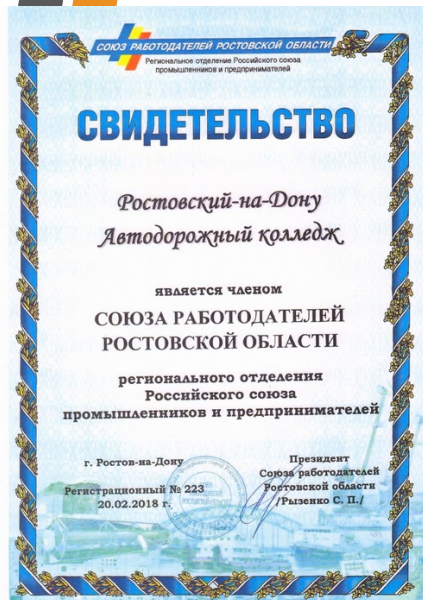 СОЮЗ РАБОТОДАТЕЛЕЙ РОСТОВСКОЙ ОБЛАСТИ
Региональное отделение Российского союза
промышленников и предпринимателей
СВИДЕТЕЛЬСТВО
Ростовский-на-Дону
Автодорожный колледж
является членом
СОЮЗА РАБОТОДАТЕЛЕЙ
РОСТОВСКОЙ ОБЛАСТИ
регионального отделения
Российского союза
промышленников и предпринимателей
г. Ростов-на-Дону
Регистрационный № 223
20.02.2018 г.
Президент
Союза работодателей
Ростовской области
/Рызенко С. П./